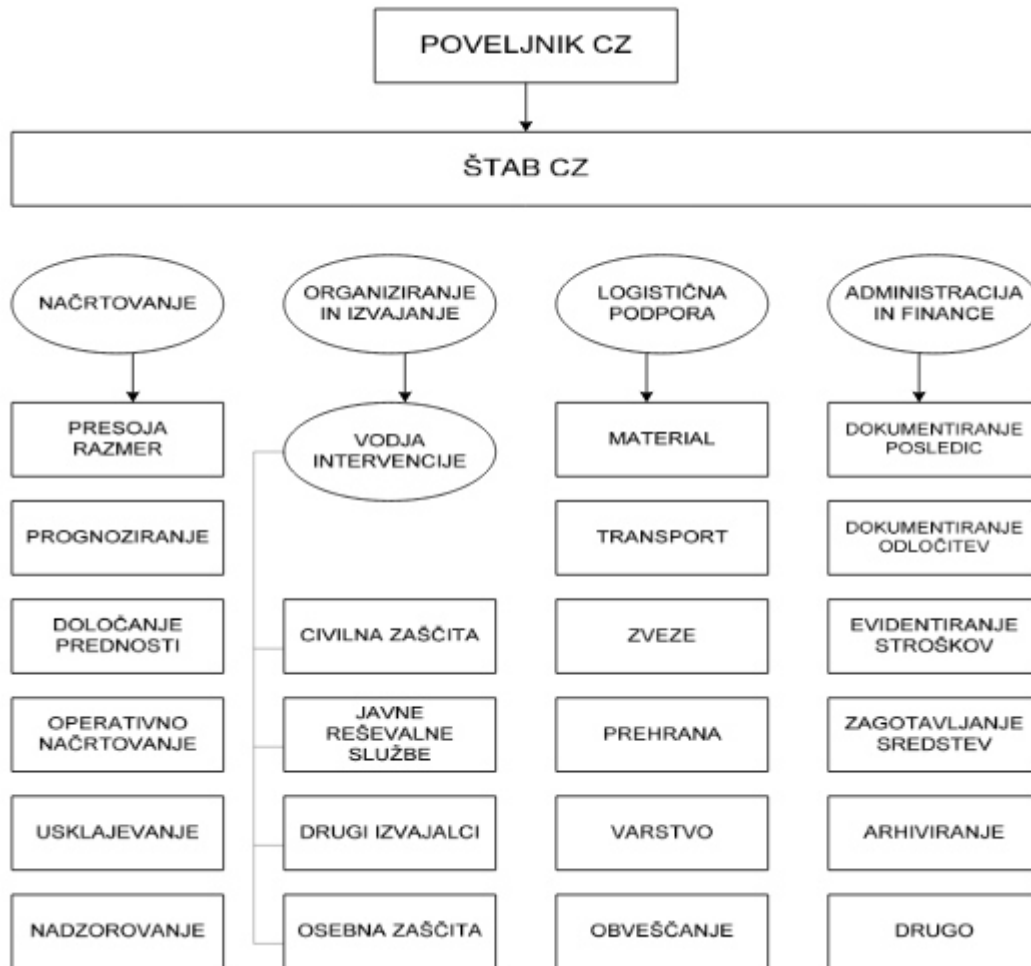 POVELJNIK CZ
ŠTAB CZ
NAČRTOVANJE
PRESOJA
RAZMER
PROGNOZIRANJE
DOLOČANJE
PREDNOSTI
OPERATIVNO
NAČRTOVANJE
USKLAJEVANJE
NADZOROVANJE
ORGANIZIRANJE
IN IZVAJANJE
VODJA
INTERVENCIJE
CIVILNA ZAŠČITA
JAVNE
REŠEVALNE
SLUŽBE
DRUGI IZVAJALCI
OSEBNA ZAŠČITA
LOGISTIČNA
PODPORA
MATERIAL
TRANSPORT
ZVEZE
PREHRANA
VARSTVO
OBVEŠČANJE
ADMINISTRACIJA
IN FINANCE
DOKUMENTIRANJE
POSLEDIC
DOKUMENTIRANJE
ODLOČITEV
EVIDENTIRANJE
STROŠKOV
ZAGOTAVLJANJE
SREDSTEV
ARHIVIRANJE
DRUGO